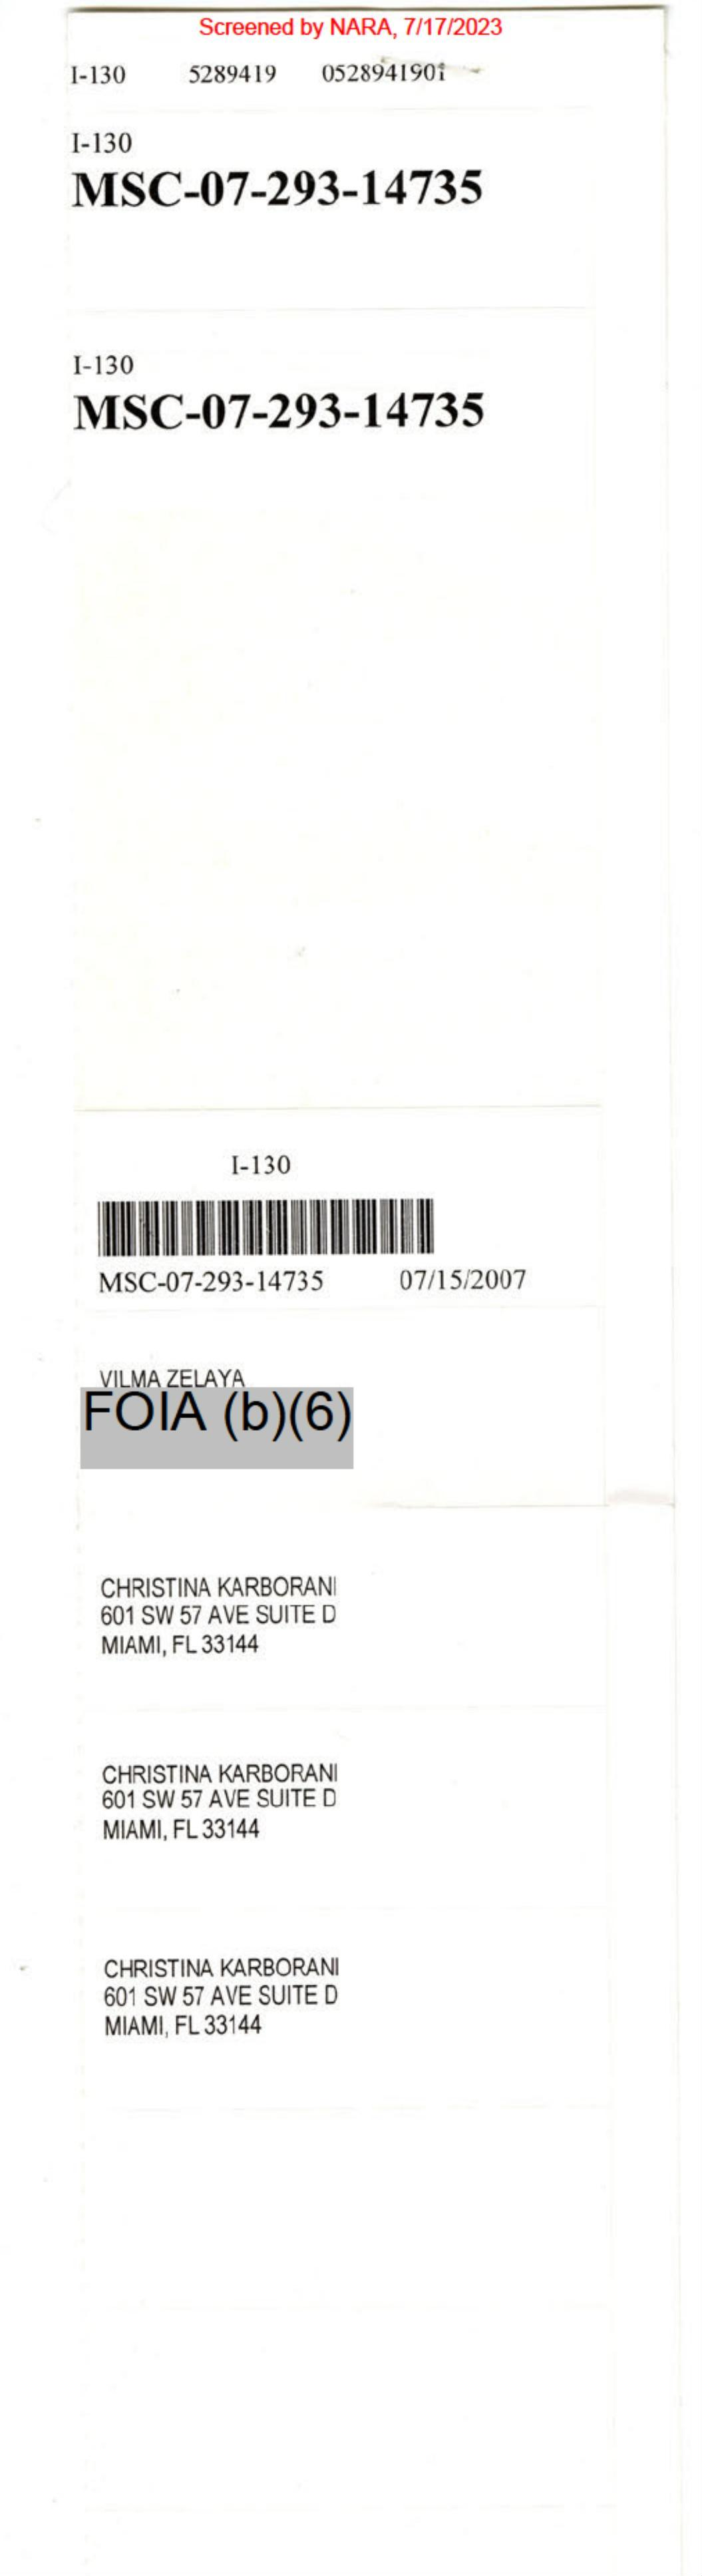 Screened by NARA, 7/17/2023
I-130 5289419 0528941901
I-130
MSC-07-293-14735
I-130
MSC-07-293-14735
I-130
MSC-07-293-14735 07/15/2007
VILMA ZELAYA
FOIA (b)(6)
CHRISTINA KARBORANI
601 SW 57 AVE SUITE D
MIAMI, FL 33144
CHRISTINA KARBORANI
601 SW 57 AVE SUITE D
MIAMI, FL 33144
CHRISTINA KARBORANI
601 SW 57 AVE SUITE D
MIAMI, FL 33144